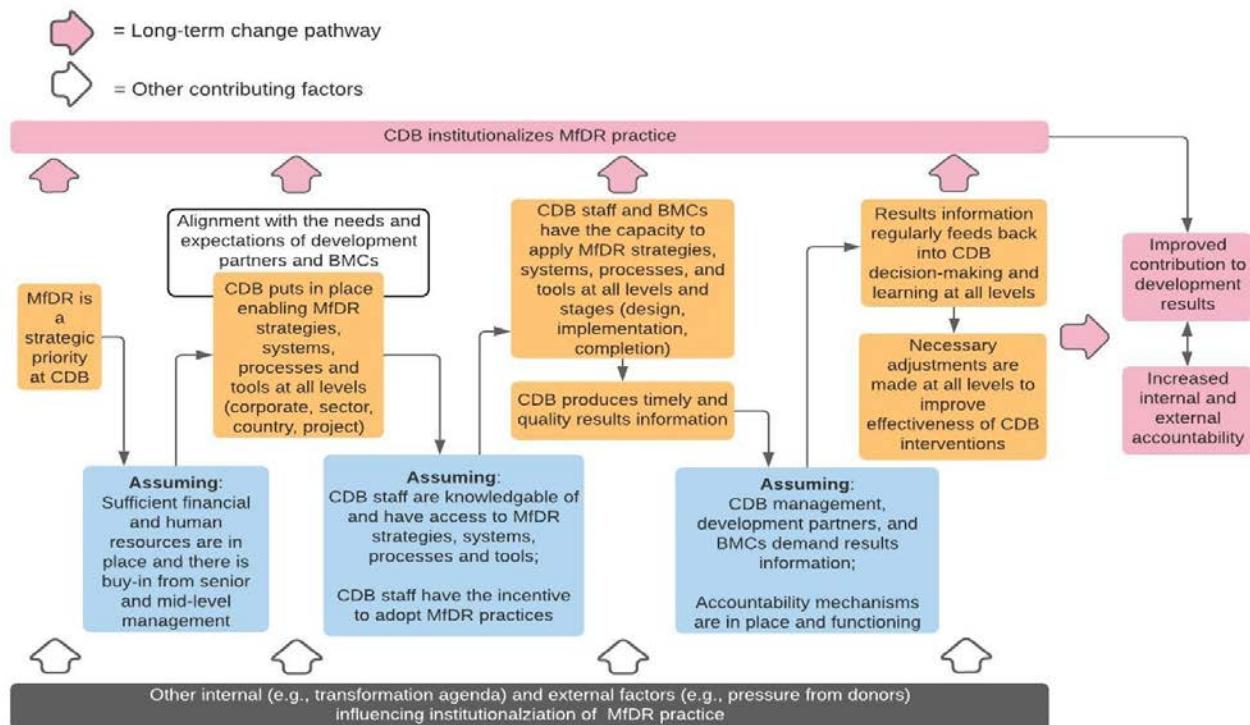 = Long-term change pathway
= Other contributing factors
CDB institutionalizes MfDR practice
MfDR is
a
strategic
priority
at CDB
Alignment with the needs and
expectations of development
partners and BMCs
CDB puts in place
enabling MfDR
strategies,
systems,
processes and
tools at all levels
(corporate, sector,
country, project)
CDB staff and BMCs
have the capacity to
apply MfDR strategies,
systems, processes, and
tools at all levels and
stages (design,
implementation,
completion)
CDB produces timely and
quality results information
Results information
regularly feeds back
into CDB
decision-making and
learning at all levels
Necessary
adjustments are
made at all levels to
improve
effectiveness of CDB
interventions
Improved
contribution to
development
results
Increased
internal and
external
accountability
Assuming:
Sufficient financial
and human
resources are in
place and there is
buy-in from senior
and mid-level
management
Assuming:
CDB staff are knowledgable of
and have access to MfDR
strategies, systems,
processes and tools;
CDB staff have the incentive
to adopt MfDR practices
Assuming:
CDB management,
development partners, and
BMCs demand results
information;
Accountability mechanisms
are in place and functioning
Other internal (e.g., transformation agenda) and external factors (e.g., pressure from donors)
influencing institutionalziation of MfDR practice